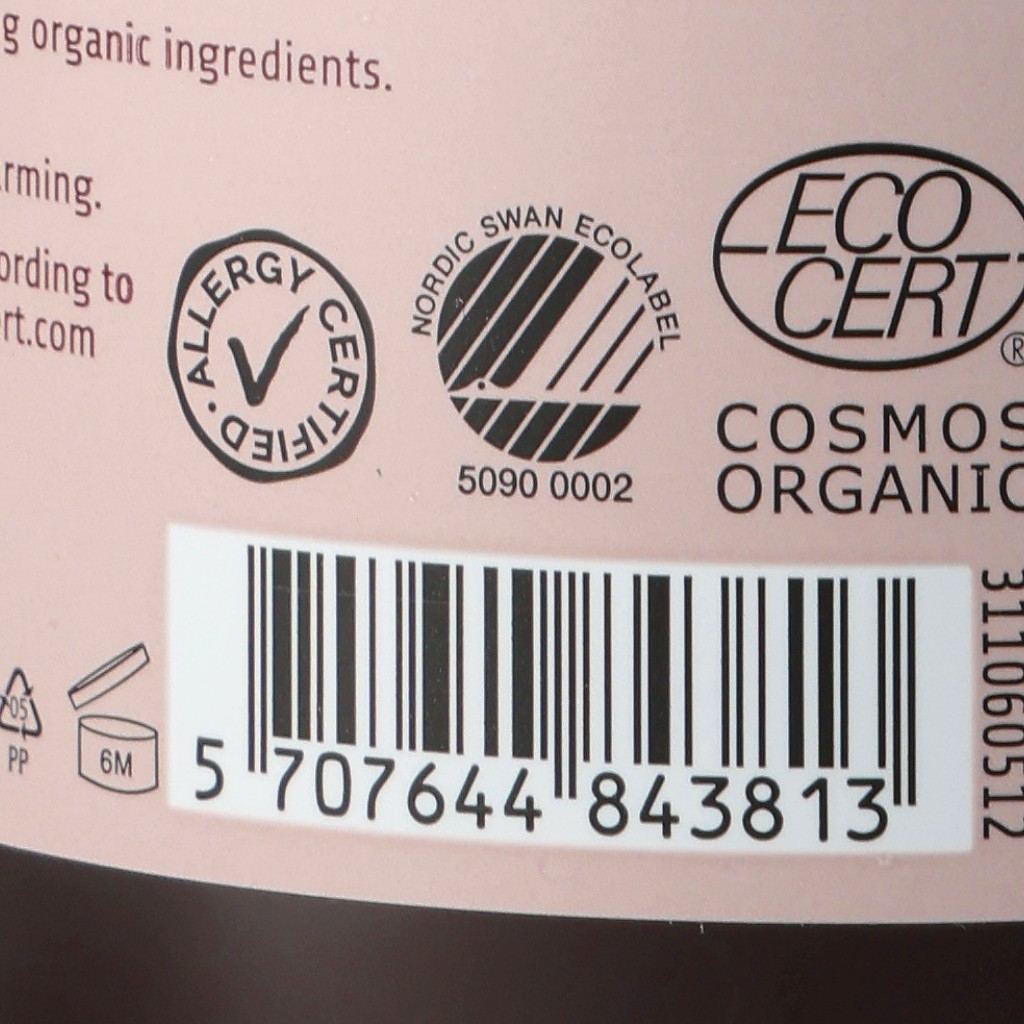 g organic ingredients.
rming.
ording to
rt.com
ALLERGY CERTIFIED
NORDIC SWAN ECOLABEL
5090 0002
ECO
CERT
®
COSMOS
ORGANIC
05
PP
6M
5 707644 843813
311060512